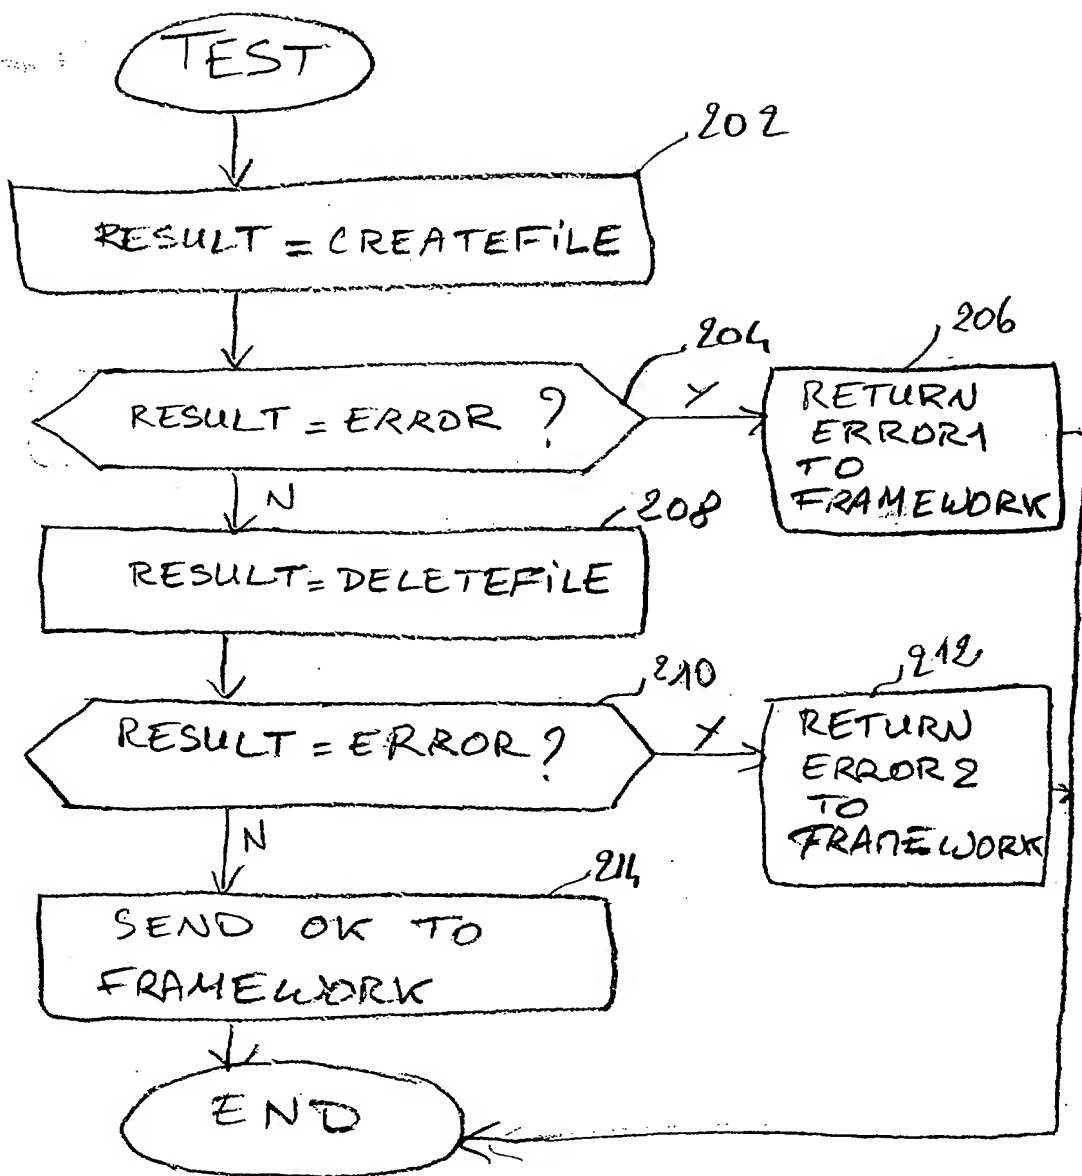 TEST
202
RESULT = CREATEFiLE
204
206
RESULT = ERROR ?
Y
RETURN
ERROR1
TO
FRAMEWORK
N
208
RESULT = DELETEFiLE
210
212
RESULT = ERROR ?
Y
RETURN
ERROR2
TO
FRAMEWORK
N
214
SEND OK TO
FRAMEWORK
END